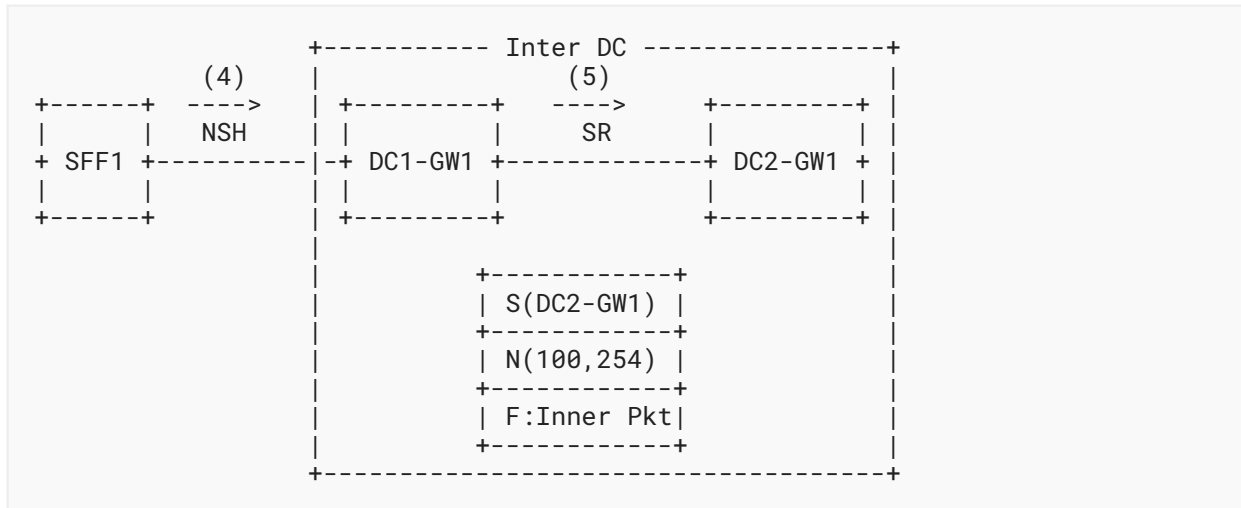 +----------- Inter DC ----------------+
              (4)     |                (5)                  |
   +------+  ---->    | +---------+   ---->     +---------+ |
   |      |   NSH     | |         |     SR      |         | |
   + SFF1 +----------|-+ DC1-GW1 +-------------+ DC2-GW1 + |
   |      |           | |         |             |         | |
   +------+           | +---------+             +---------+ |
                      |                                     |
                      |          +------------+             |
                      |          | S(DC2-GW1) |             |
                      |          +------------+             |
                      |          | N(100,254) |             |
                      |          +------------+             |
                      |          | F:Inner Pkt|             |
                      |          +------------+             |
                      +-------------------------------------+